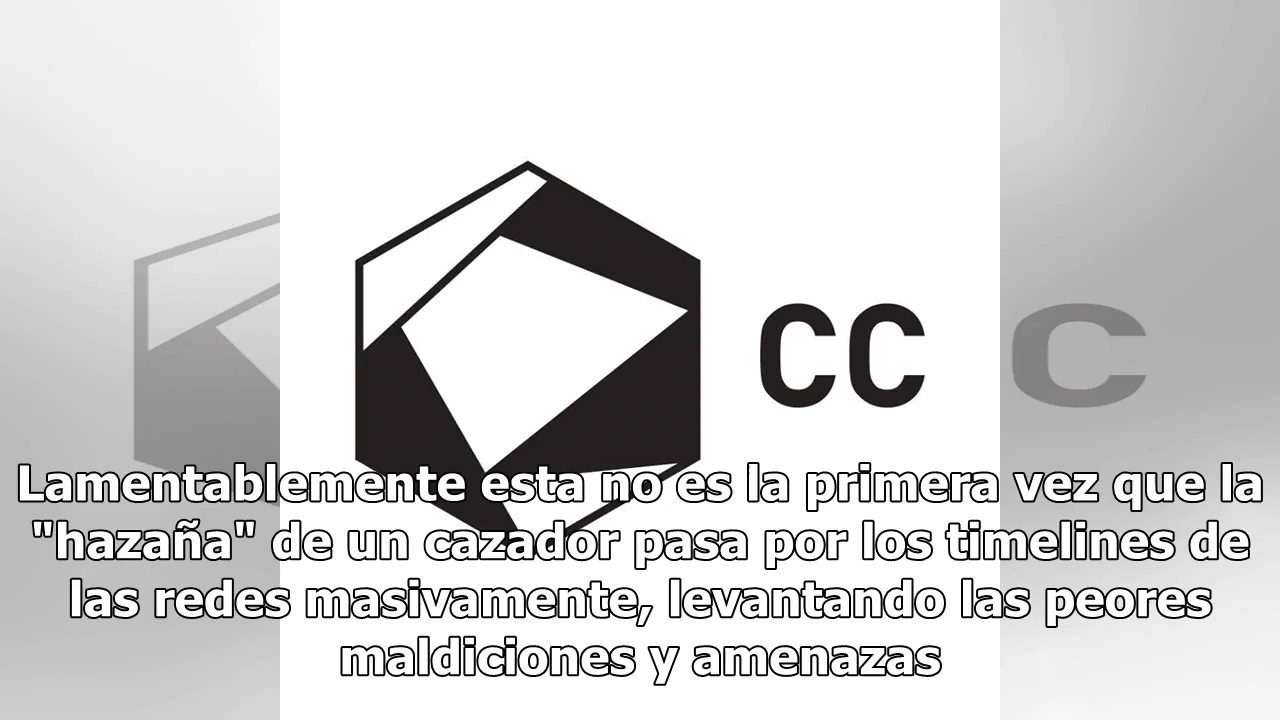 CC
C
Lamentablemente esta no es la primera vez que la
"hazaña" de un cazador pasa por los timelines de
las redes masivamente, levantando las peores
maldiciones y amenazas